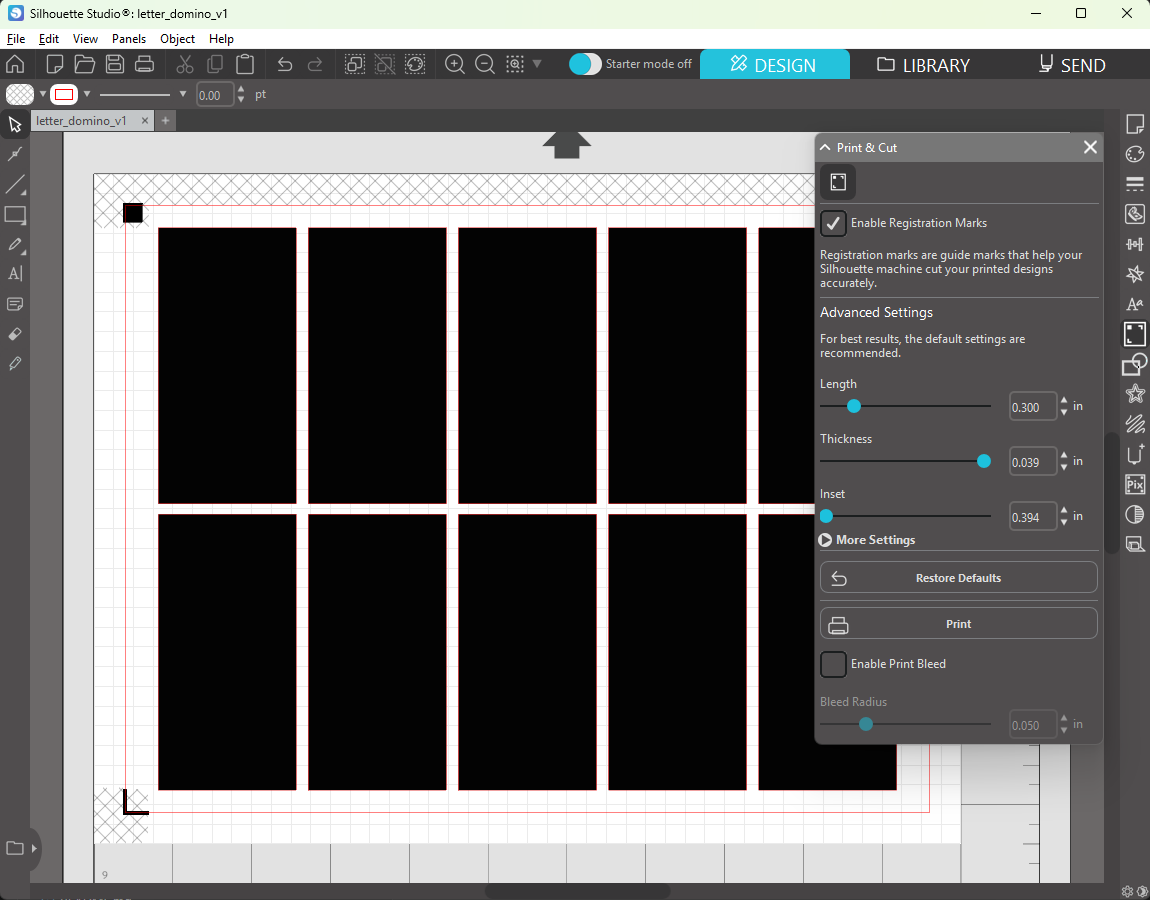 Silhouette Studio®: letter_domino_v1
File Edit View Panels Object Help
Starter mode off
DESIGN
LIBRARY
SEND
0.00 pt
letter_domino_v1
Print & Cut
Enable Registration Marks
Registration marks are guide marks that help your
Silhouette machine cut your printed designs
accurately.
Advanced Settings
For best results, the default settings are
recommended.
Length
0.300 in
Thickness
0.039 in
Inset
0.394 in
More Settings
Restore Defaults
Print
Enable Print Bleed
Bleed Radius
0.050 in
9
Pix